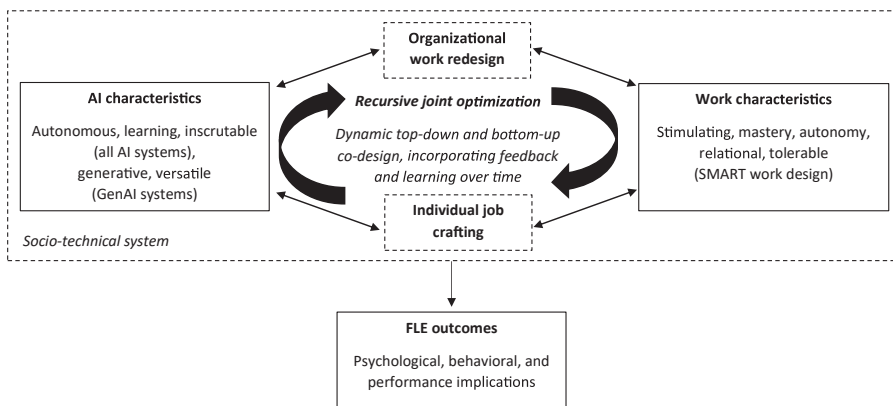 Organizational
work redesign
AI characteristics
Autonomous, learning, inscrutable
(all AI systems),
generative, versatile
(GenAI systems)
Recursive joint optimization
Dynamic top-down and bottom-up
co-design, incorporating feedback
and learning over time
Work characteristics
Stimulating, mastery, autonomy,
relational, tolerable
(SMART work design)
Individual job
crafting
Socio-technical system
FLE outcomes
Psychological, behavioral, and
performance implications